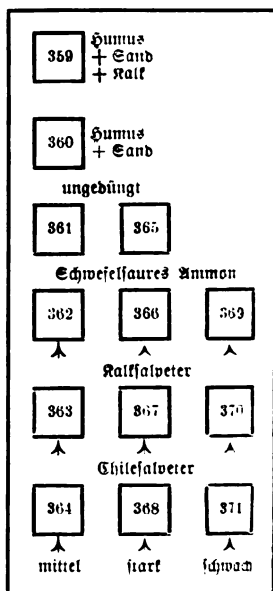 359 Humus
+ Sand
+ Kalk
360 Humus
+ Sand
ungedüngt
361 365
Schwefelsaures Ammon
362 366 369
Kalksalpeter
363 367 370
Chilesalpeter
364 368 371
mittel stark schwach